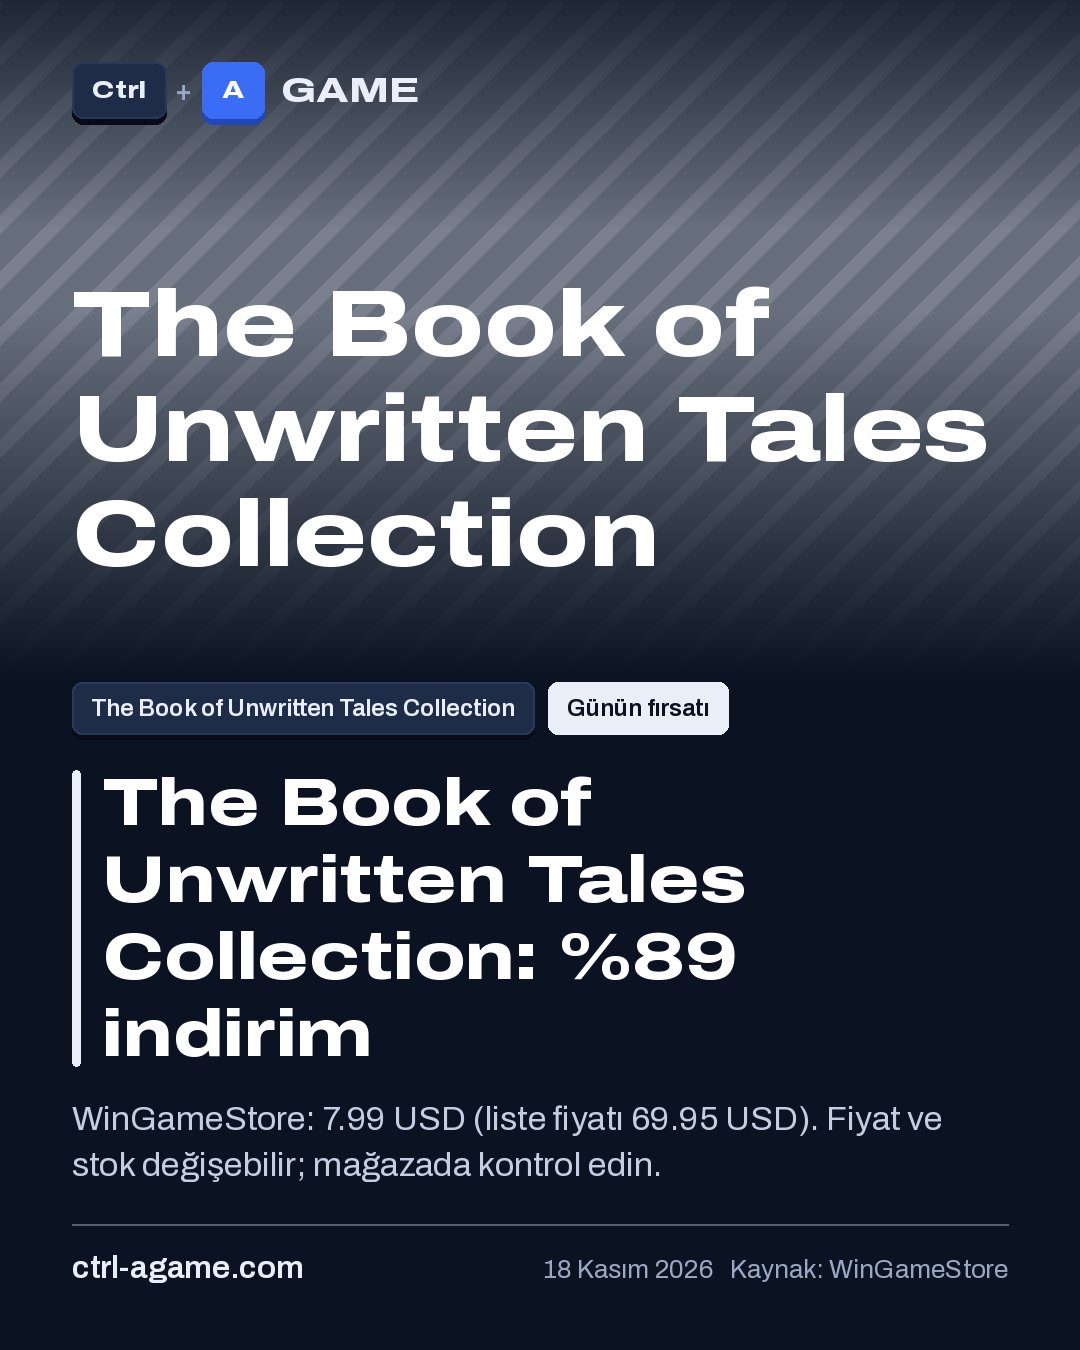 Ctrl + A GAME
The Book of
Unwritten Tales
Collection
The Book of Unwritten Tales Collection Günün fırsatı
The Book of
Unwritten Tales
Collection: %89
indirim
WinGameStore: 7.99 USD (liste fiyatı 69.95 USD). Fiyat ve
stok değişebilir; mağazada kontrol edin.
ctrl-agame.com 18 Kasım 2026 Kaynak: WinGameStore